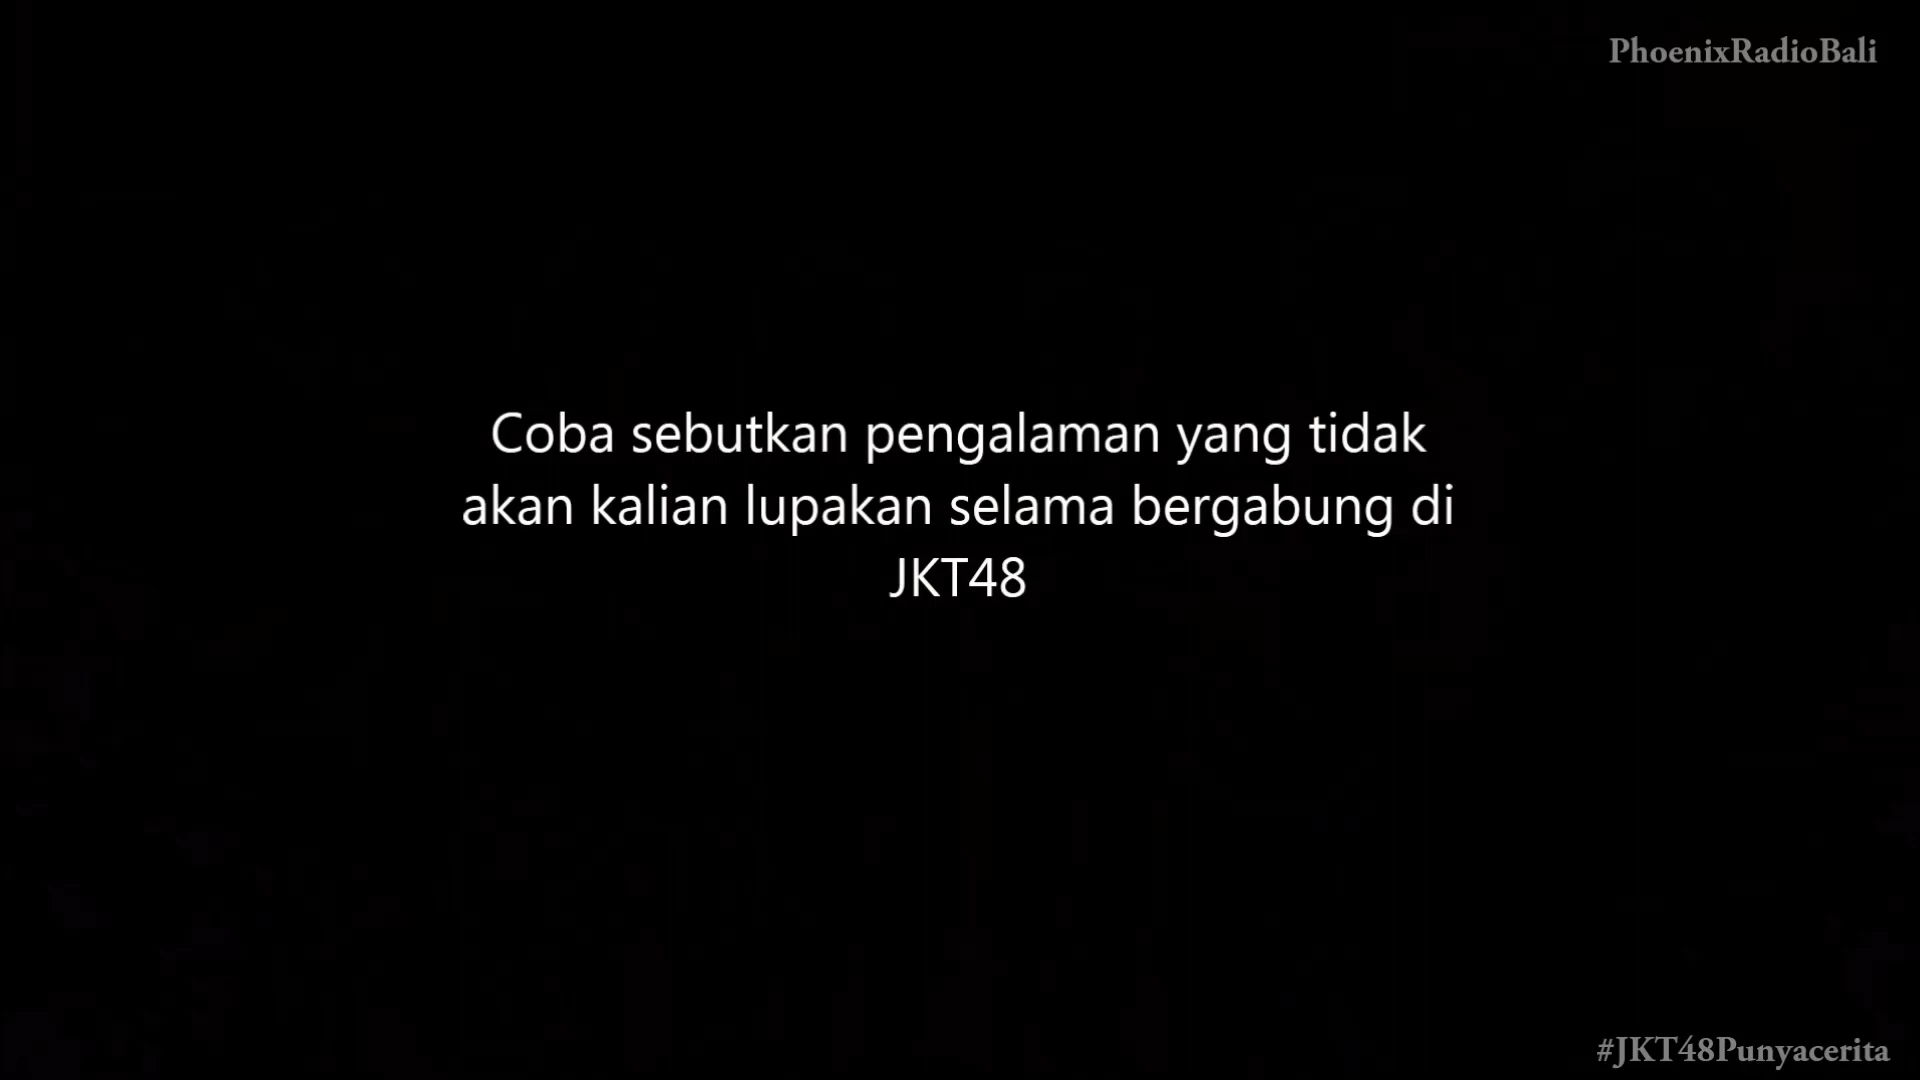 PhoenixRadioBali
Coba sebutkan pengalaman yang tidak
akan kalian lupakan selama bergabung di
JKT48
#JKT48Punyacerita